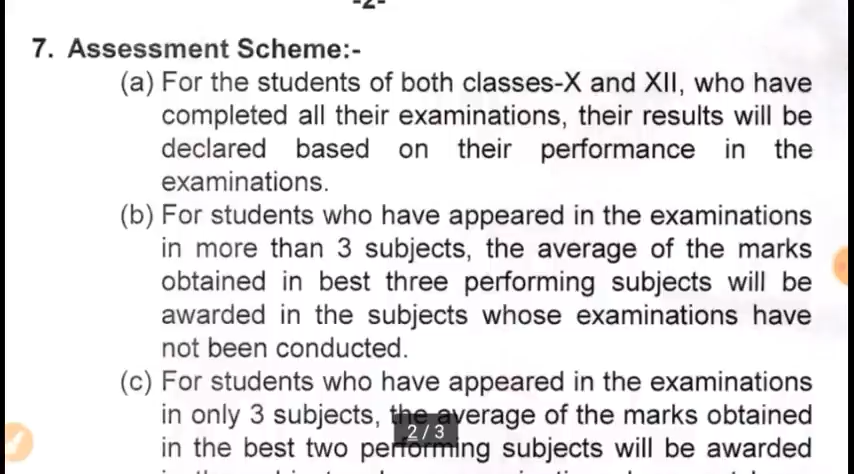 -2-
7. Assessment Scheme:-
(a) For the students of both classes-X and XII, who have
completed all their examinations, their results will be
declared based on their performance in the
examinations.
(b) For students who have appeared in the examinations
in more than 3 subjects, the average of the marks
obtained in best three performing subjects will be
awarded in the subjects whose examinations have
not been conducted.
(c) For students who have appeared in the examinations
in only 3 subjects, the average of the marks obtained
2/3
in the best two performing subjects will be awarded